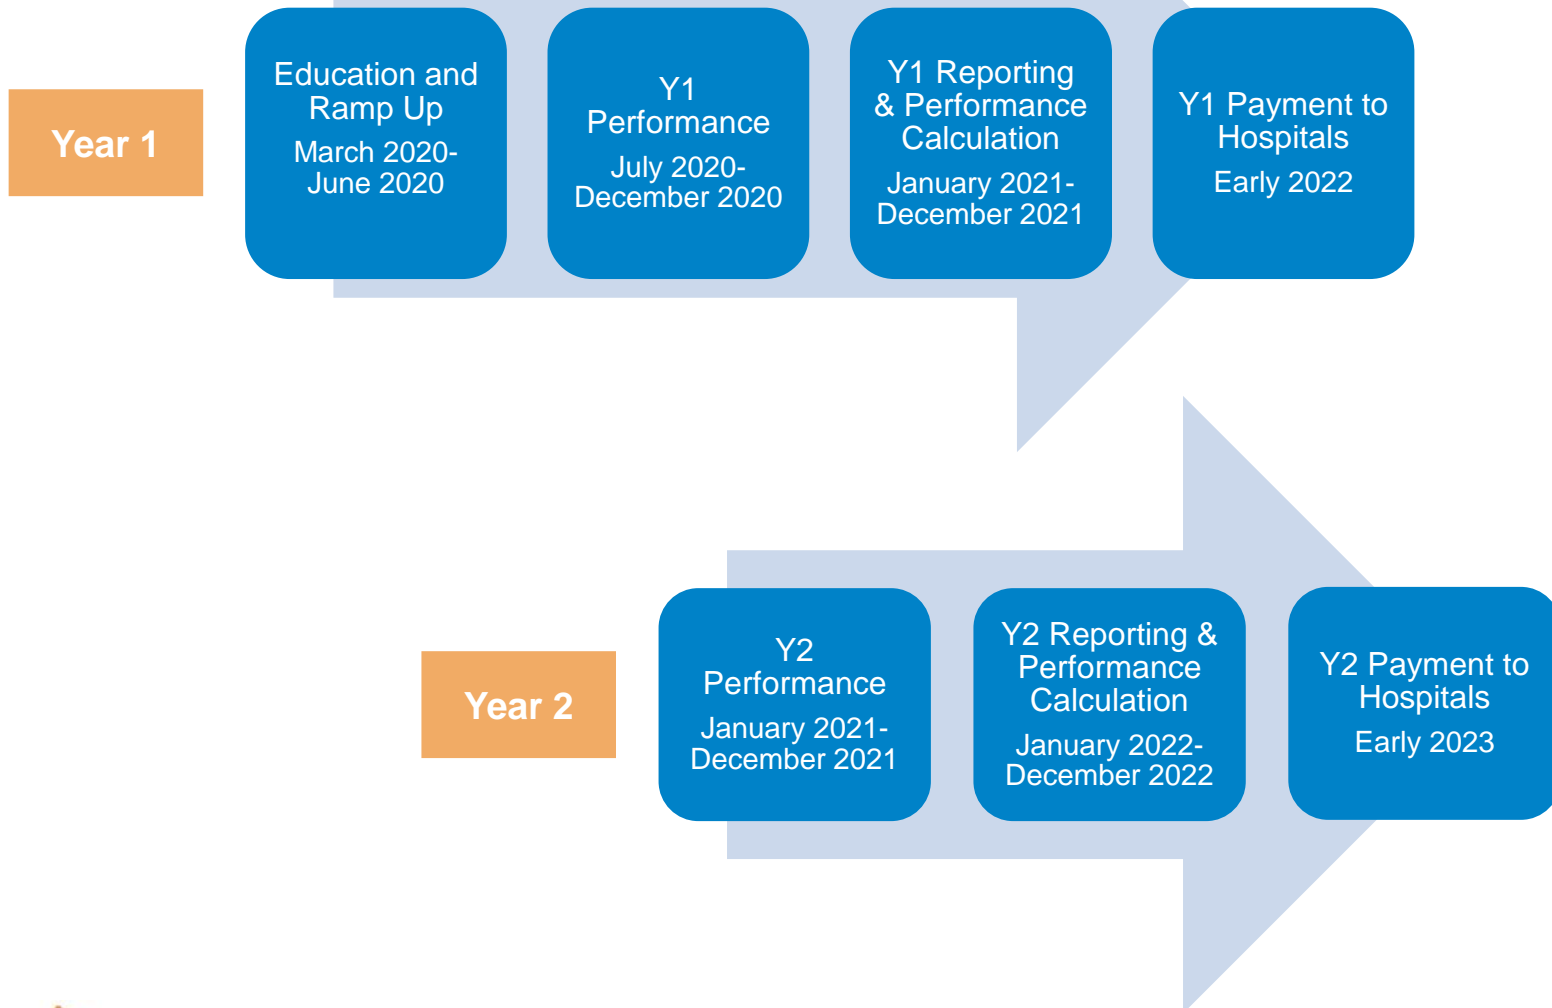 Year 1
Education and
Ramp Up
March 2020-
June 2020
Y1
Performance
July 2020-
December 2020
Y1 Reporting
& Performance
Calculation
January 2021-
December 2021
Y1 Payment to
Hospitals
Early 2022
Year 2
Y2
Performance
January 2021-
December 2021
Y2 Reporting &
Performance
Calculation
January 2022-
December 2022
Y2 Payment to
Hospitals
Early 2023